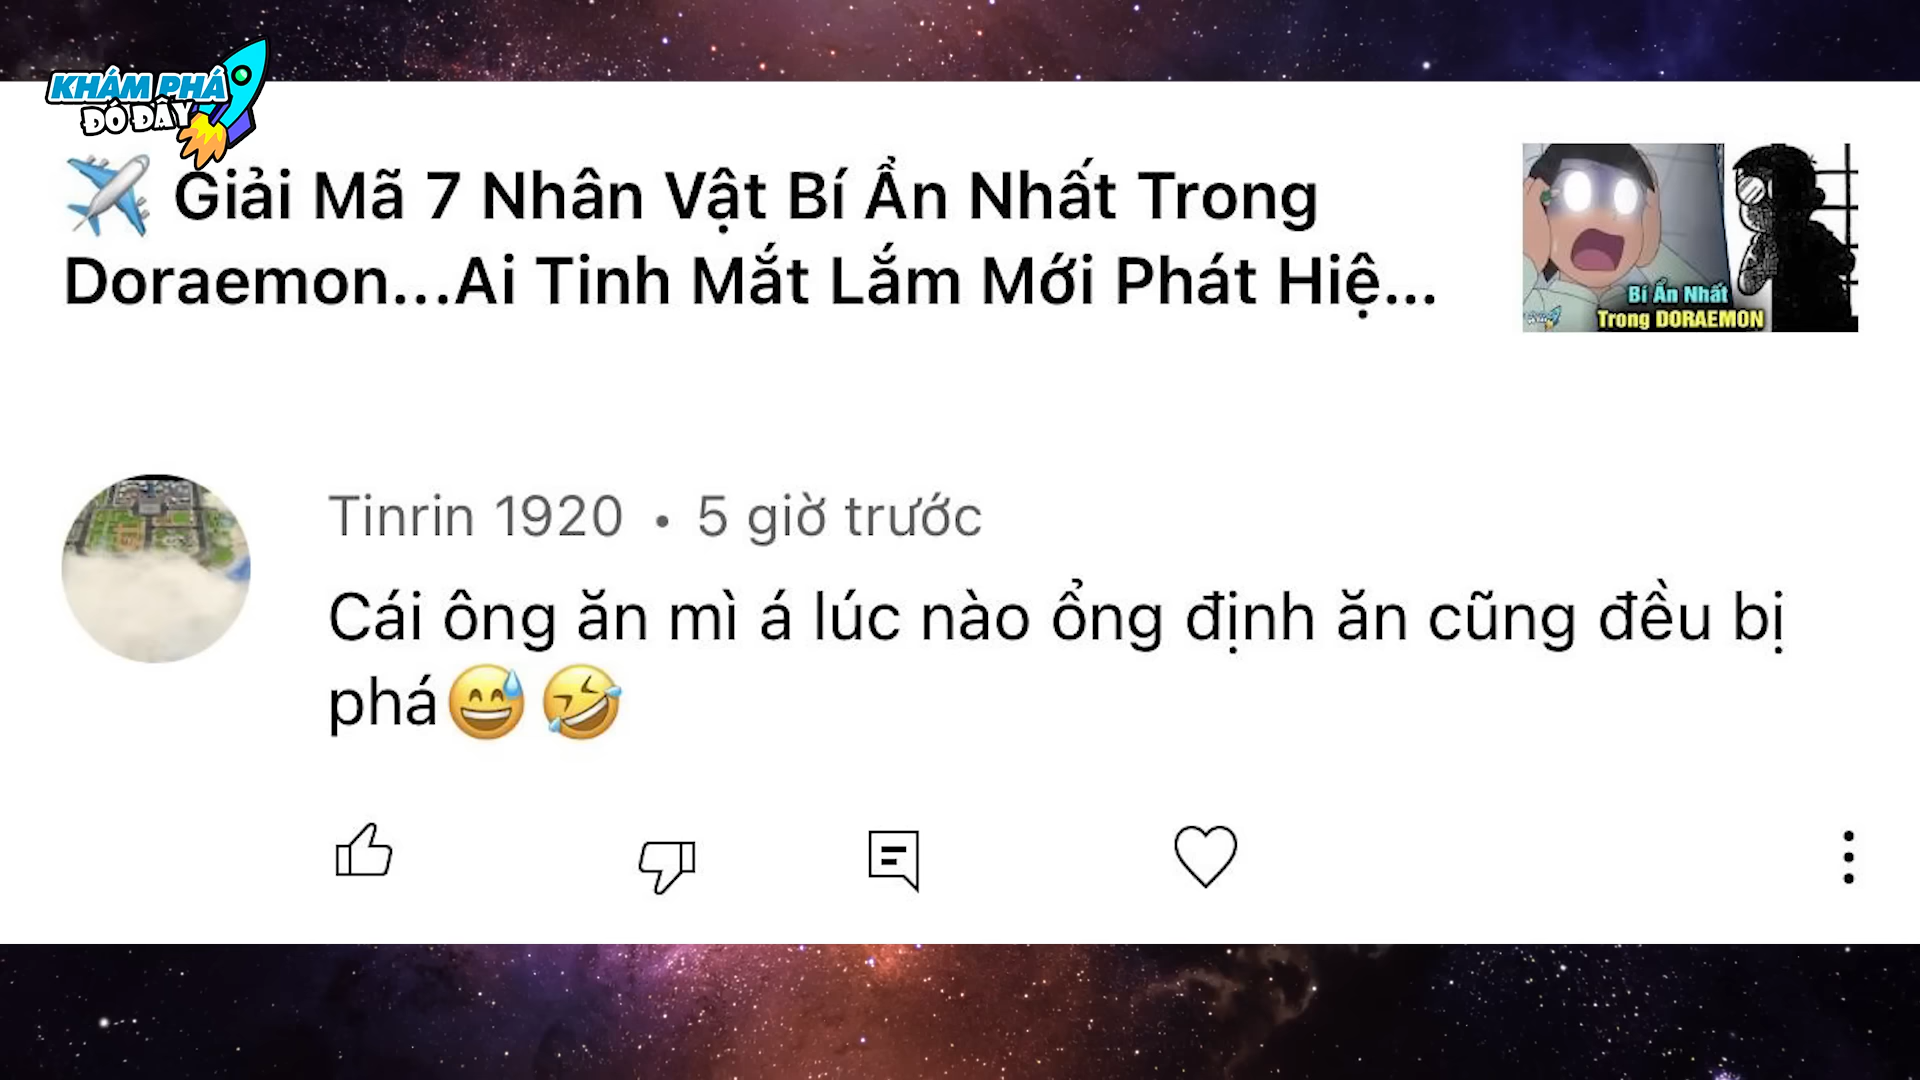 KHÁM PHÁ
ĐÓ ĐÂY
✈️ Giải Mã 7 Nhân Vật Bí Ẩn Nhất Trong
Doraemon...Ai Tinh Mắt Lắm Mới Phát Hiệ...
Bí Ẩn Nhất
Trong DORAEMON
Tinrin 1920 • 5 giờ trước
Cái ông ăn mì á lúc nào ổng định ăn cũng đều bị
phá😅🤣